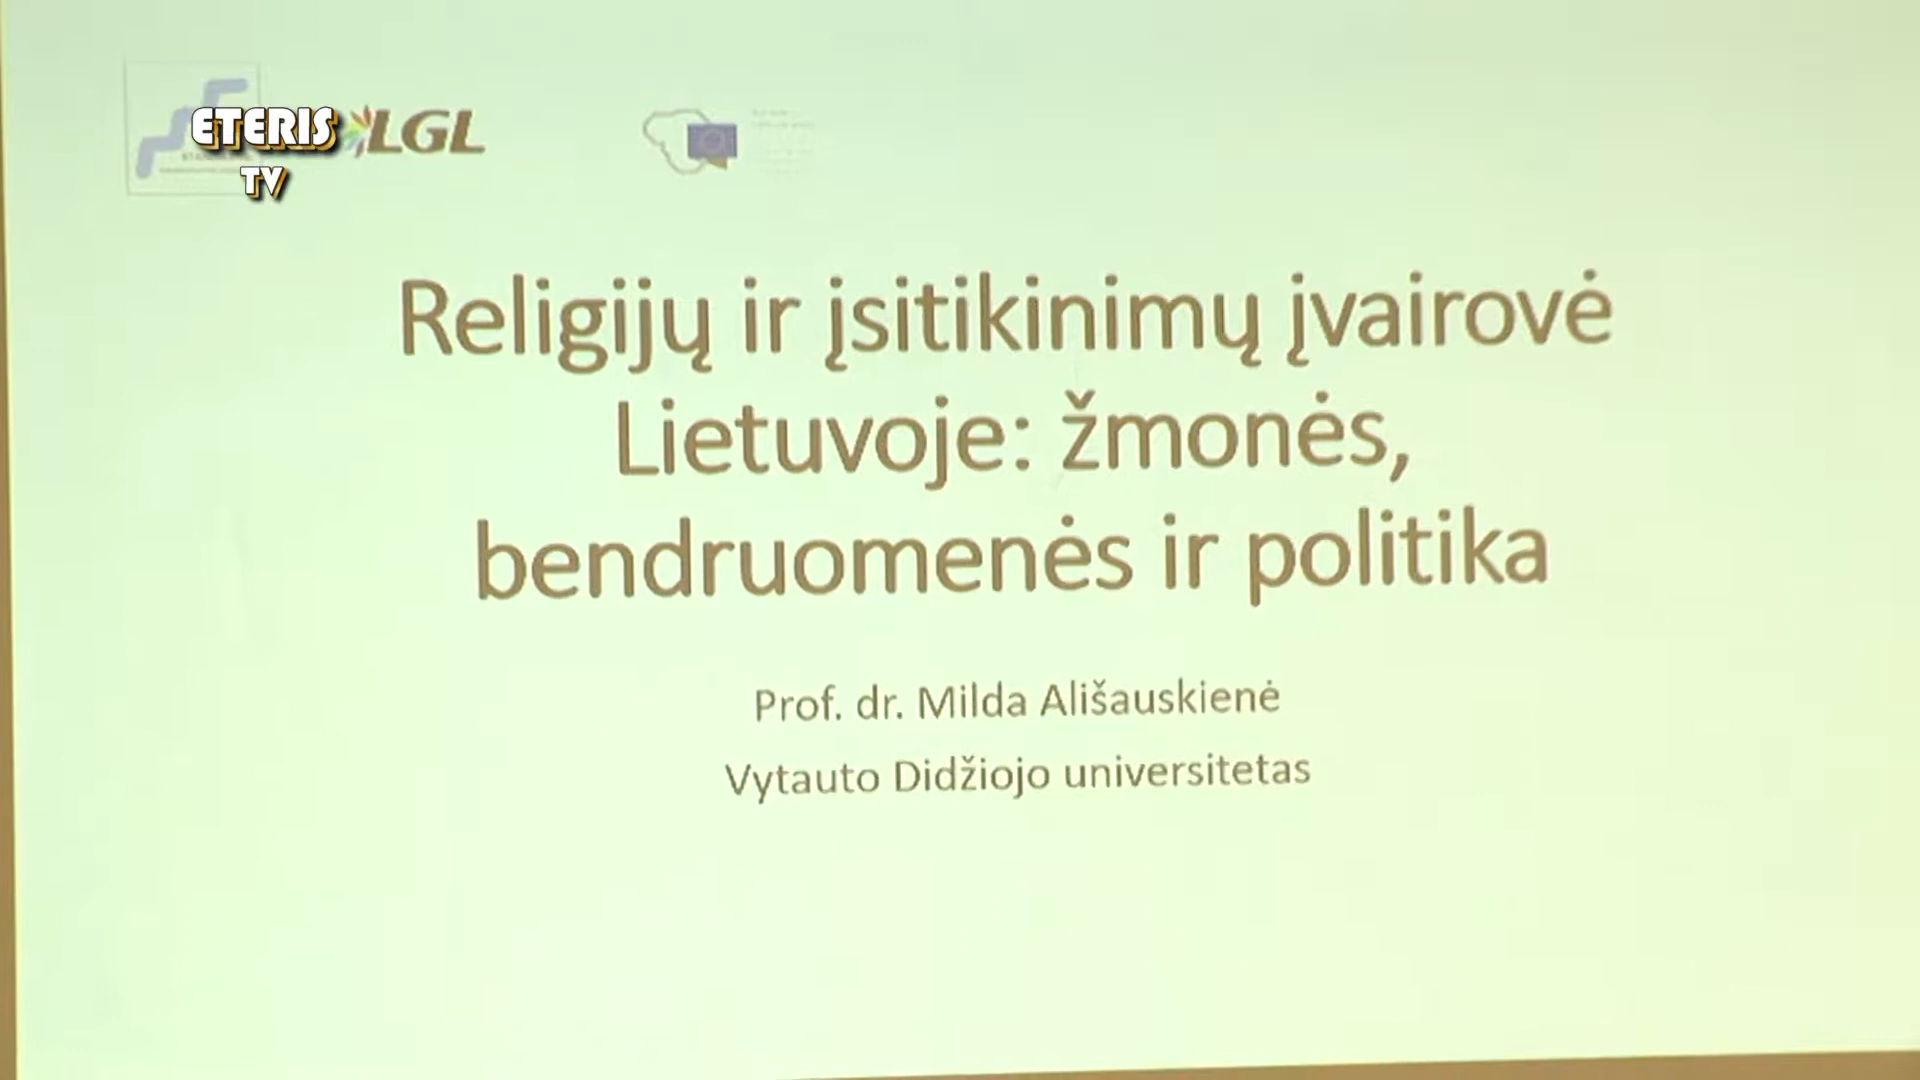 ETERIS
TV
LGL
Religijų ir įsitikinimų įvairovė
Lietuvoje: žmonės,
bendruomenės ir politika
Prof. dr. Milda Ališauskienė
Vytauto Didžiojo universitetas